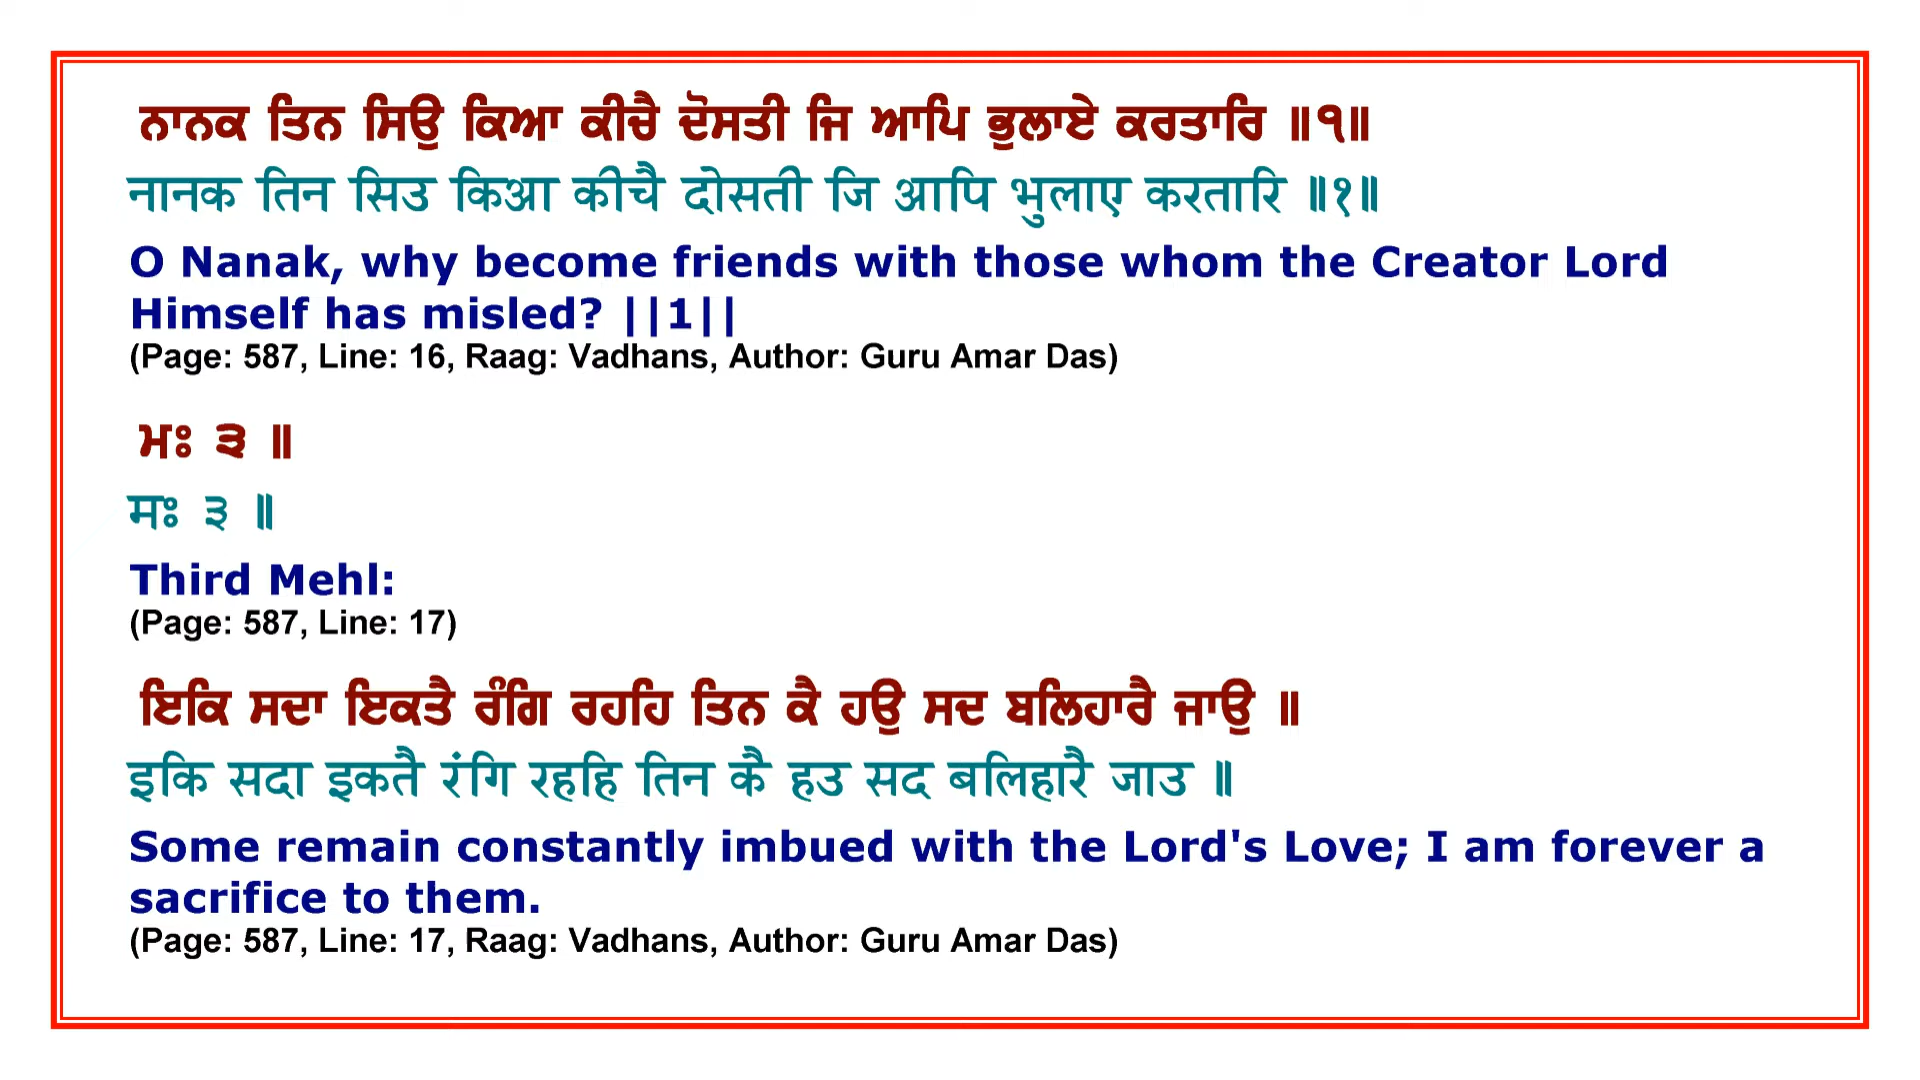 ਨਾਨਕ ਤਿਨ ਸਿਉ ਕਿਆ ਕੀਚੈ ਦੋਸਤੀ ਜਿ ਆਪਿ ਭੁਲਾਏ ਕਰਤਾਰਿ ॥੧॥
नानक तिन सिउ किआ कीचै दोसती जि आपि भुलाए करतारि ॥१॥
O Nanak, why become friends with those whom the Creator Lord
Himself has misled? ||1||
(Page: 587, Line: 16, Raag: Vadhans, Author: Guru Amar Das)
ਮਃ ੩ ॥
मः ३ ॥
Third Mehl:
(Page: 587, Line: 17)
ਇਕਿ ਸਦਾ ਇਕਤੈ ਰੰਗਿ ਰਹਹਿ ਤਿਨ ਕੈ ਹਉ ਸਦ ਬਲਿਹਾਰੈ ਜਾਉ ॥
इकि सदा इकतै रंगि रहहि तिन कै हउ सद बलिहारै जाउ ॥
Some remain constantly imbued with the Lord's Love; I am forever a
sacrifice to them.
(Page: 587, Line: 17, Raag: Vadhans, Author: Guru Amar Das)